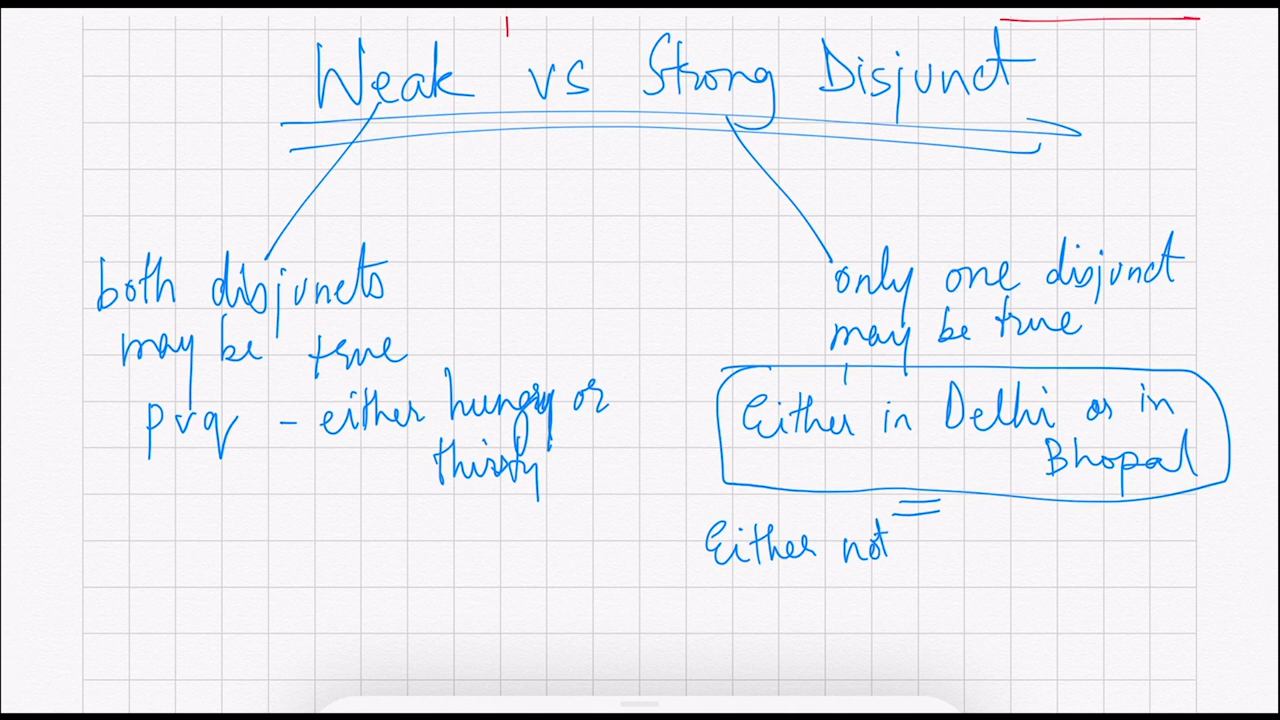 Weak vs Strong Disjunct
both disjuncts
may be true
pvq - either hungry or
thirsty
only one disjunct
may be true
Either in Delhi or in
Bhopal
Either not